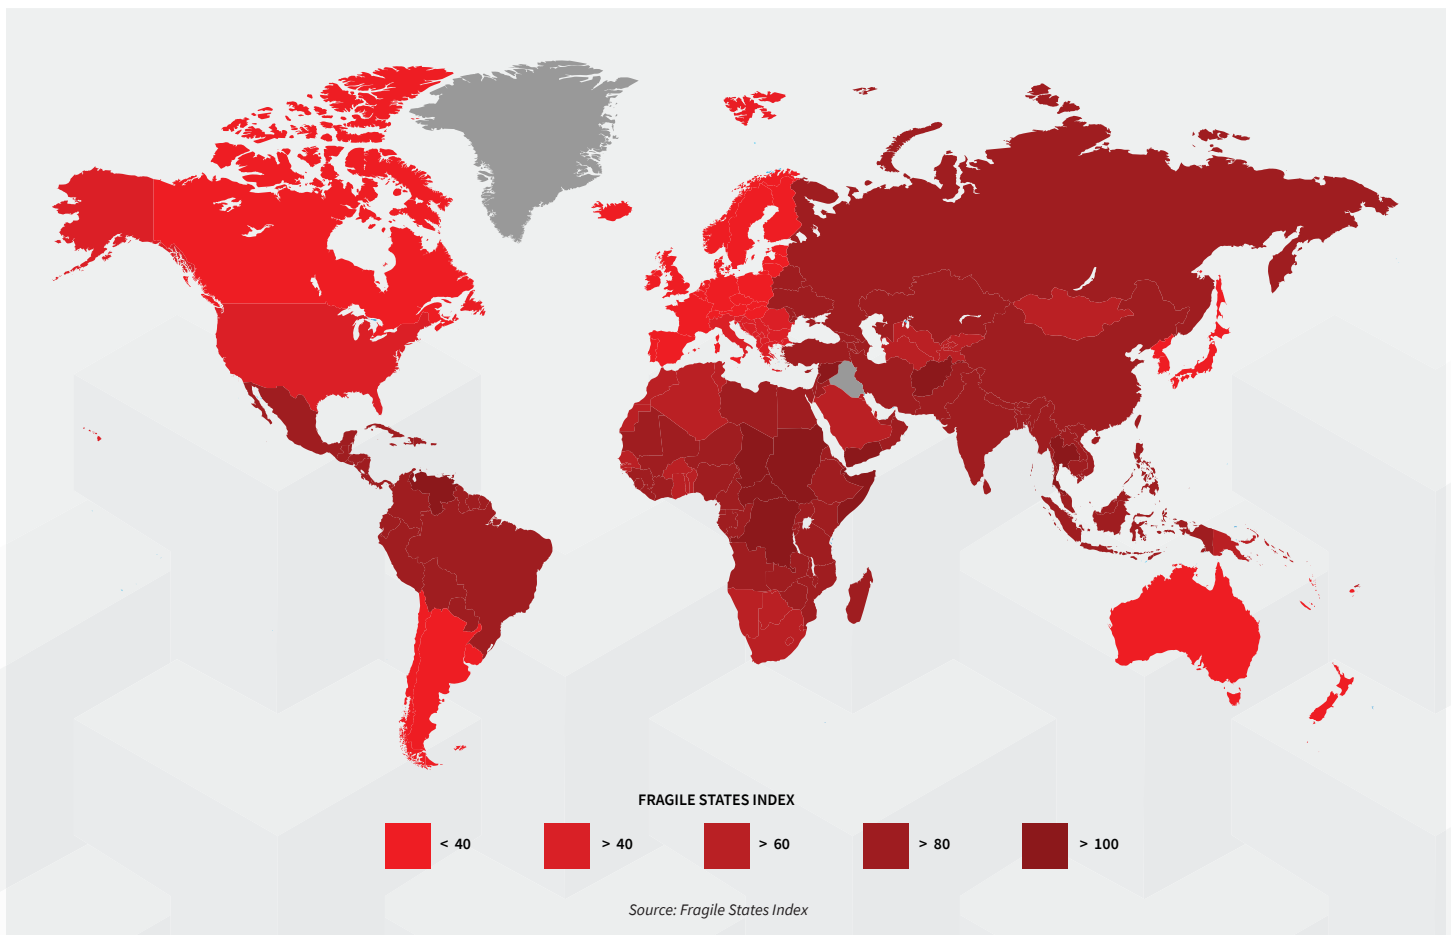 FRAGILE STATES INDEX
< 40 > 40 > 60 > 80 > 100
Source: Fragile States Index